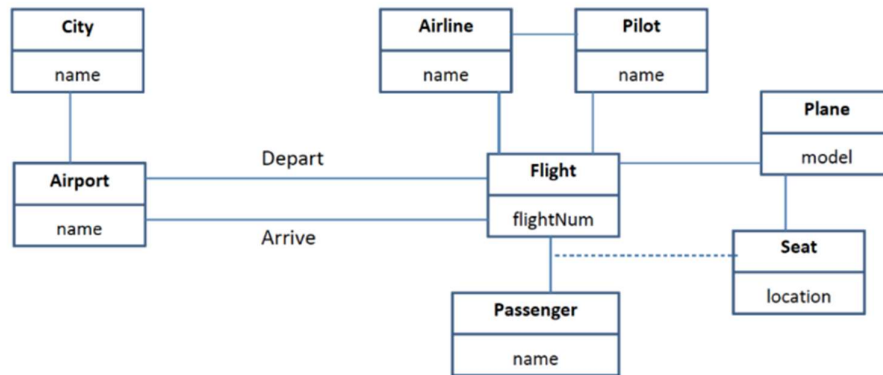 City
name
Airline
name
Pilot
name
Plane
model
Airport
name
Depart
Arrive
Flight
flightNum
Seat
location
Passenger
name